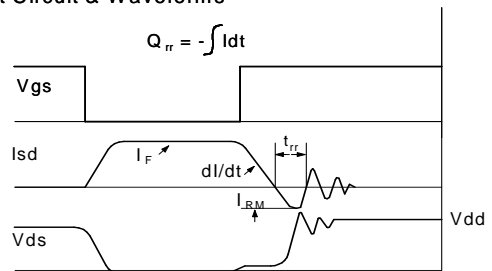 t Circuit & Waveforms
Q rr = - ∫ Idt
Vgs
Isd
I F
dI/dt
t rr
I RM
Vdd
Vds